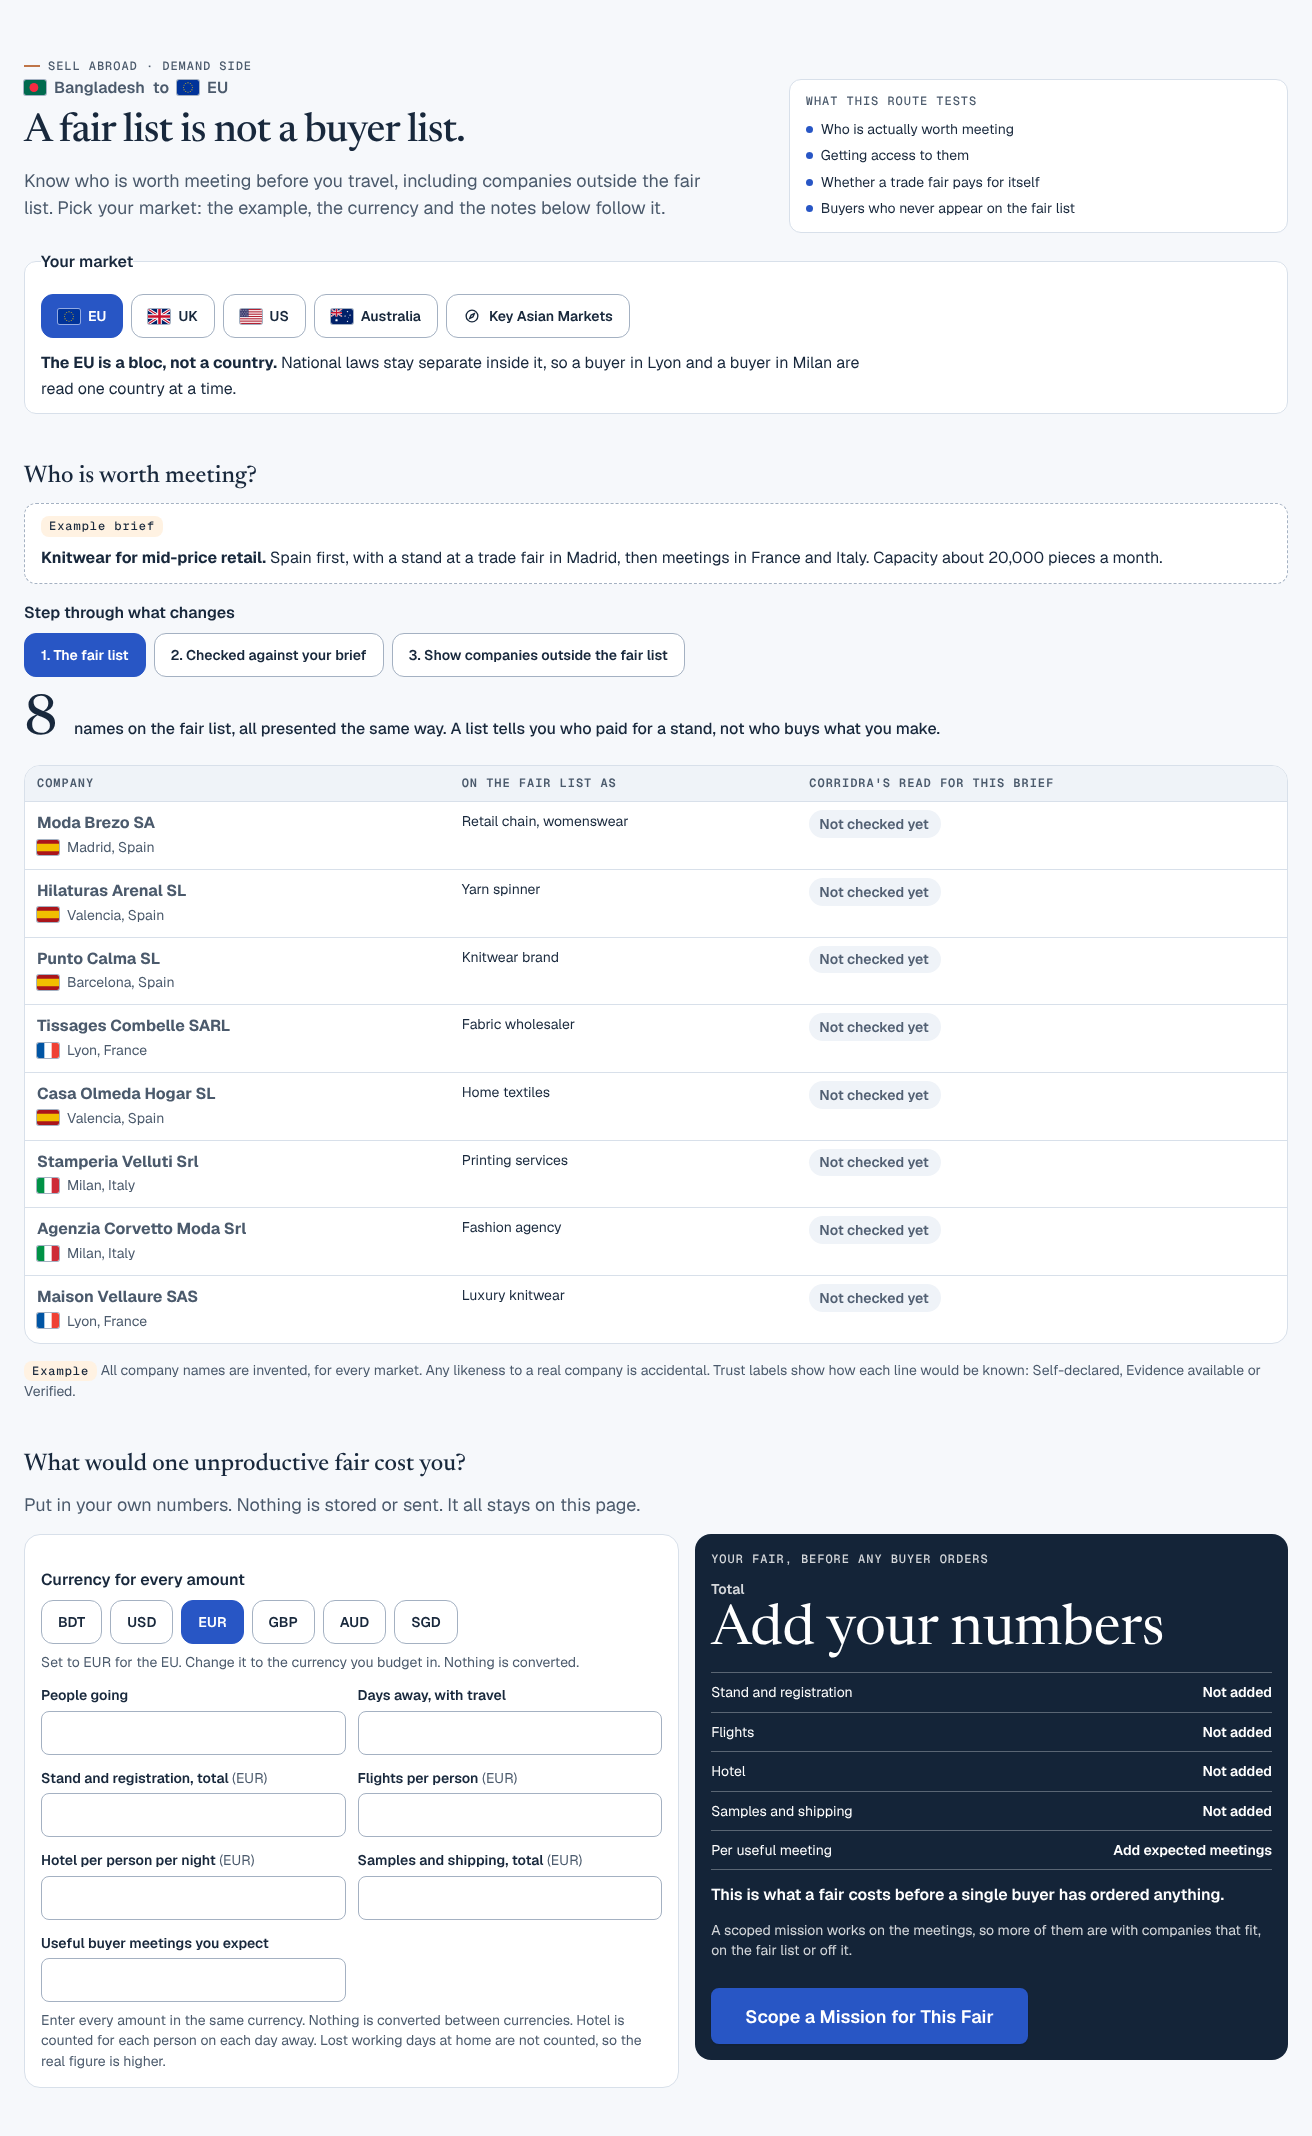 SELL ABROAD · DEMAND SIDE
Bangladesh to EU
A fair list is not a buyer list.
Know who is worth meeting before you travel, including companies outside the fair
list. Pick your market: the example, the currency and the notes below follow it.
WHAT THIS ROUTE TESTS
Who is actually worth meeting
Getting access to them
Whether a trade fair pays for itself
Buyers who never appear on the fair list
Your market
EU
UK
US
Australia
Key Asian Markets
The EU is a bloc, not a country. National laws stay separate inside it, so a buyer in Lyon and a buyer in Milan are
read one country at a time.
Who is worth meeting?
Example brief
Knitwear for mid-price retail. Spain first, with a stand at a trade fair in Madrid, then meetings in France and Italy. Capacity about 20,000 pieces a month.
Step through what changes
1. The fair list
2. Checked against your brief
3. Show companies outside the fair list
8 names on the fair list, all presented the same way. A list tells you who paid for a stand, not who buys what you make.
COMPANY ON THE FAIR LIST AS CORRIDRA'S READ FOR THIS BRIEF
Moda Brezo SA Retail chain, womenswear Not checked yet
Madrid, Spain
Hilaturas Arenal SL Yarn spinner Not checked yet
Valencia, Spain
Punto Calma SL Knitwear brand Not checked yet
Barcelona, Spain
Tissages Combelle SARL Fabric wholesaler Not checked yet
Lyon, France
Casa Olmeda Hogar SL Home textiles Not checked yet
Valencia, Spain
Stamperia Velluti Srl Printing services Not checked yet
Milan, Italy
Agenzia Corvetto Moda Srl Fashion agency Not checked yet
Milan, Italy
Maison Vellaure SAS Luxury knitwear Not checked yet
Lyon, France
Example All company names are invented, for every market. Any likeness to a real company is accidental. Trust labels show how each line would be known: Self-declared, Evidence available or
Verified.
What would one unproductive fair cost you?
Put in your own numbers. Nothing is stored or sent. It all stays on this page.
Currency for every amount
BDT
USD
EUR
GBP
AUD
SGD
Set to EUR for the EU. Change it to the currency you budget in. Nothing is converted.
People going
Days away, with travel
Stand and registration, total (EUR)
Flights per person (EUR)
Hotel per person per night (EUR)
Samples and shipping, total (EUR)
Useful buyer meetings you expect
Enter every amount in the same currency. Nothing is converted between currencies. Hotel is
counted for each person on each day away. Lost working days at home are not counted, so the
real figure is higher.
YOUR FAIR, BEFORE ANY BUYER ORDERS
Total
Add your numbers
Stand and registration Not added
Flights Not added
Hotel Not added
Samples and shipping Not added
Per useful meeting Add expected meetings
This is what a fair costs before a single buyer has ordered anything.
A scoped mission works on the meetings, so more of them are with companies that fit,
on the fair list or off it.
Scope a Mission for This Fair